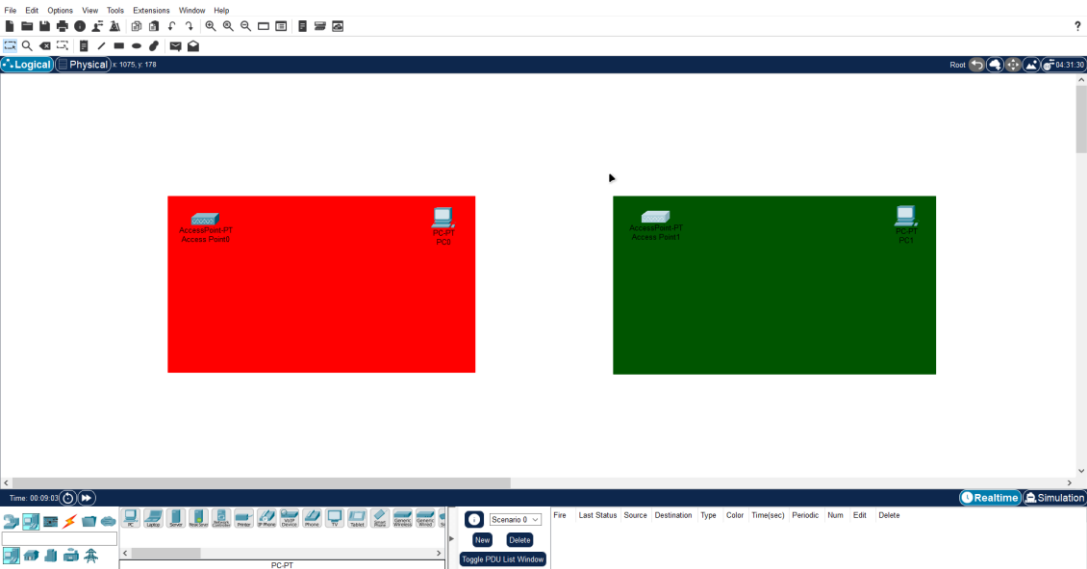 File Edit Options View Tools Extensions Window Help
?
Logical Physical x: 1075, y: 178 Root 04:31:30
AccessPoint-PT
Access Point0
PC-PT
PC0
AccessPoint-PT
Access Point1
PC-PT
PC1
Time: 00:09:03 Realtime Simulation
Scenario 0
New Delete
Toggle PDU List Window
Fire Last Status Source Destination Type Color Time(sec) Periodic Num Edit Delete
PC-PT